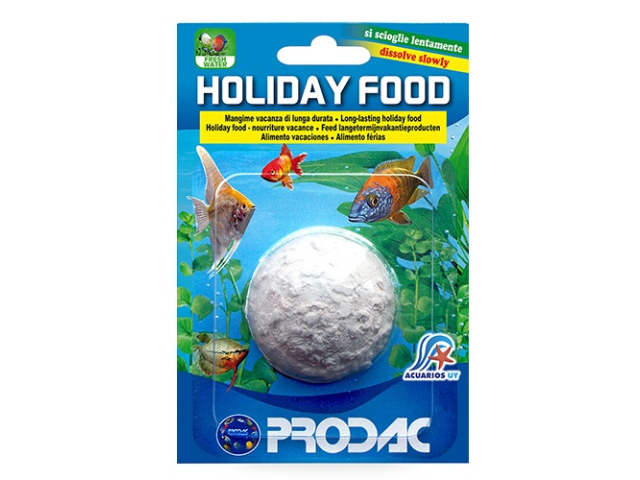 si scioglie lentamente
dissolve slowly
FRESH
WATER
HOLIDAY FOOD
Mangime vacanza di lunga durata • Long-lasting holiday food
Holiday food - nourriture vacance • Feed langetermijnvakantieproducten
Alimento vacaciones • Alimento férias
ACUARIOS UY
PRODAC